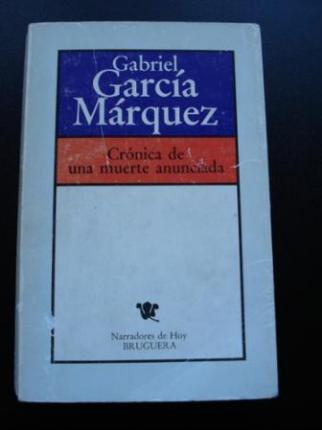 Gabriel
García
Márquez
Crónica de
una muerte anunciada
Narradores de Hoy
BRUGUERA